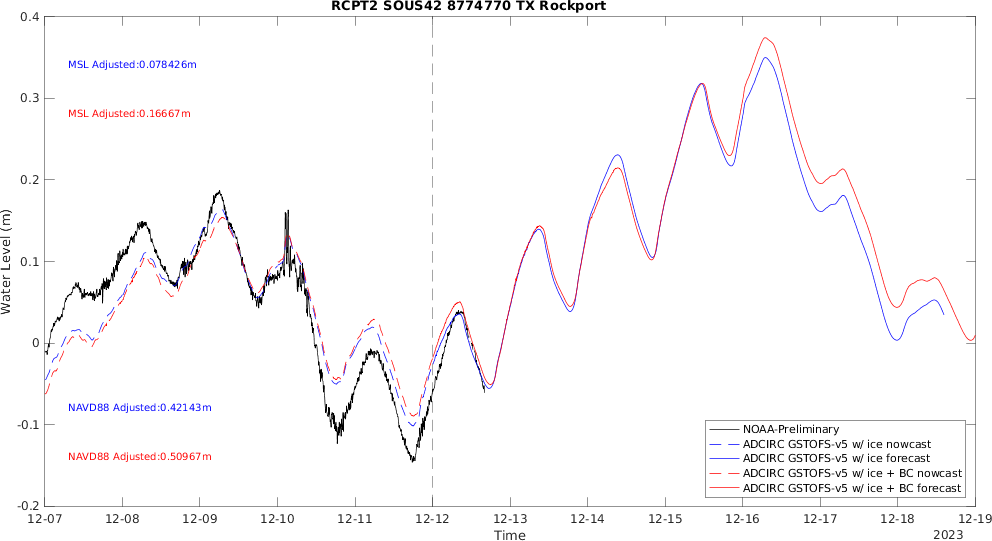 RCPT2 SOUS42 8774770 TX Rockport
0.4
0.3
0.2
0.1
0
-0.1
-0.2
Water Level (m)
MSL Adjusted:0.078426m
MSL Adjusted:0.16667m
NAVD88 Adjusted:0.42143m
NAVD88 Adjusted:0.50967m
NOAA-Preliminary
ADCIRC GSTOFS-v5 w/ ice nowcast
ADCIRC GSTOFS-v5 w/ ice forecast
ADCIRC GSTOFS-v5 w/ ice + BC nowcast
ADCIRC GSTOFS-v5 w/ ice + BC forecast
12-07 12-08 12-09 12-10 12-11 12-12 12-13 12-14 12-15 12-16 12-17 12-18 12-19
Time
2023